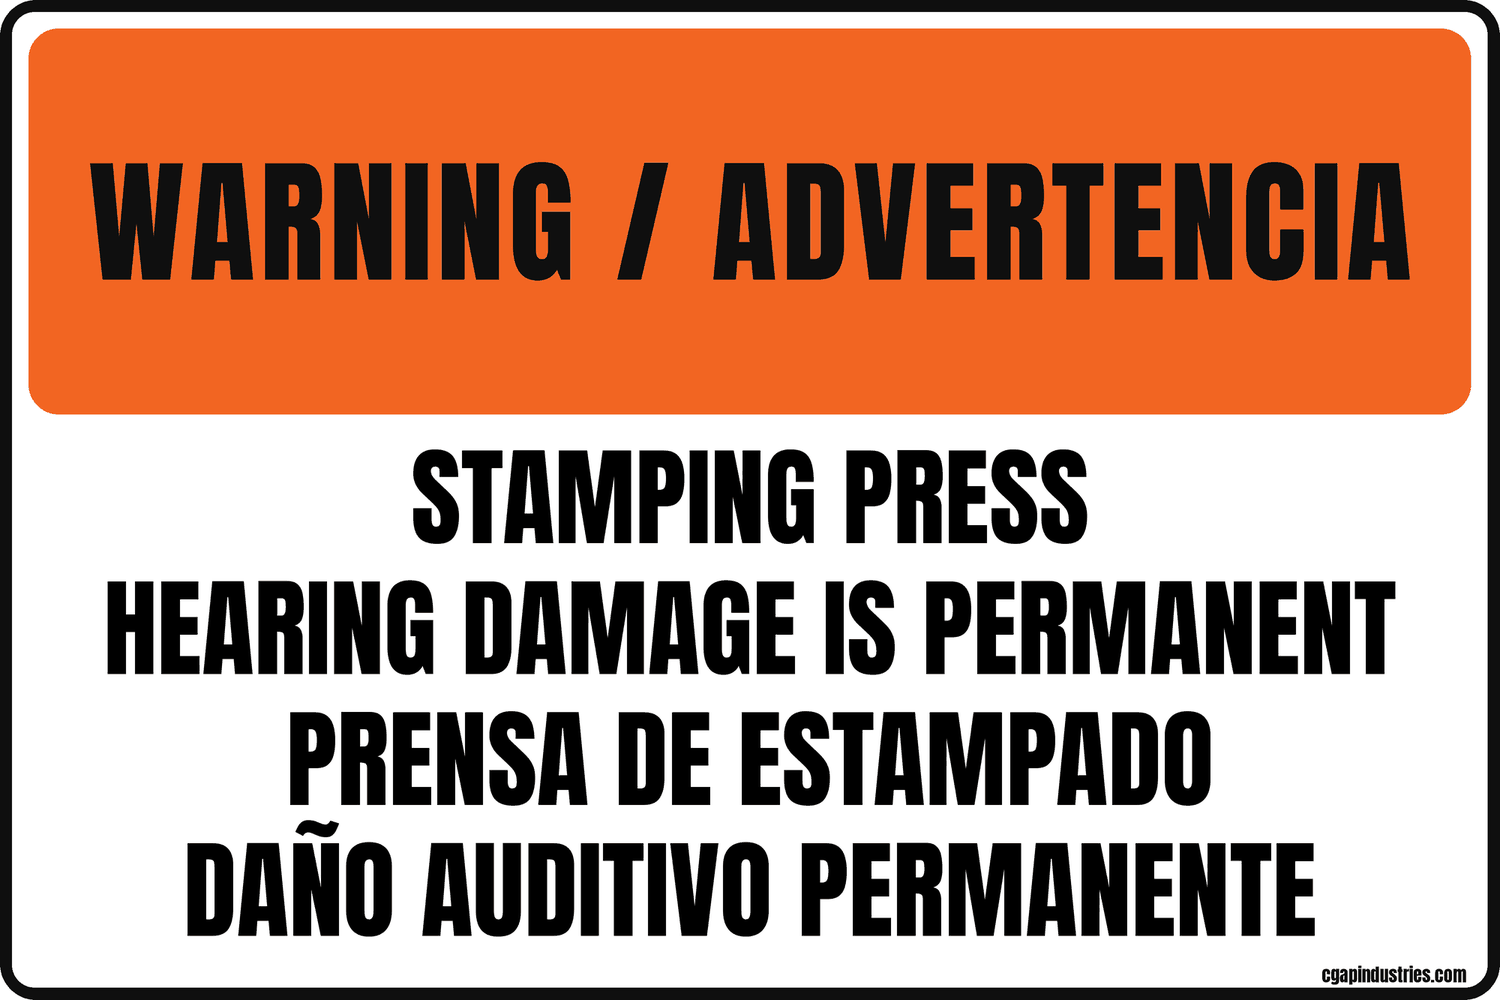 WARNING / ADVERTENCIA
STAMPING PRESS
HEARING DAMAGE IS PERMANENT
PRENSA DE ESTAMPADO
DAÑO AUDITIVO PERMANENTE
cgapindustries.com